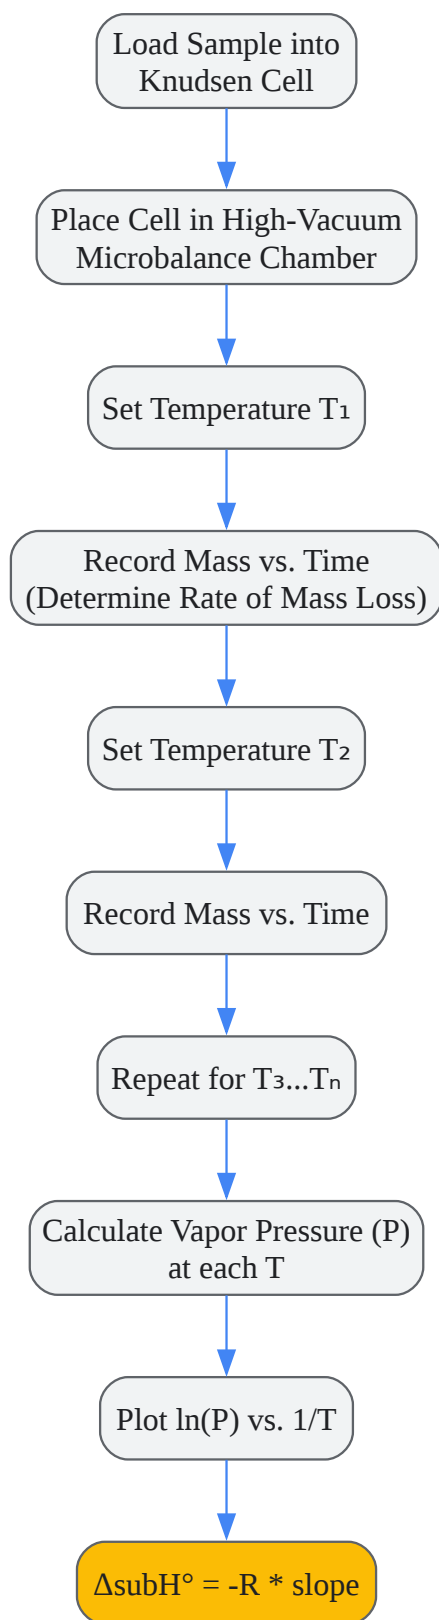 Load Sample into
Knudsen Cell
Place Cell in High-Vacuum
Microbalance Chamber
Set Temperature T₁
Record Mass vs. Time
(Determine Rate of Mass Loss)
Set Temperature T₂
Record Mass vs. Time
Repeat for T₃...Tₙ
Calculate Vapor Pressure (P)
at each T
Plot ln(P) vs. 1/T
ΔsubH° = -R * slope